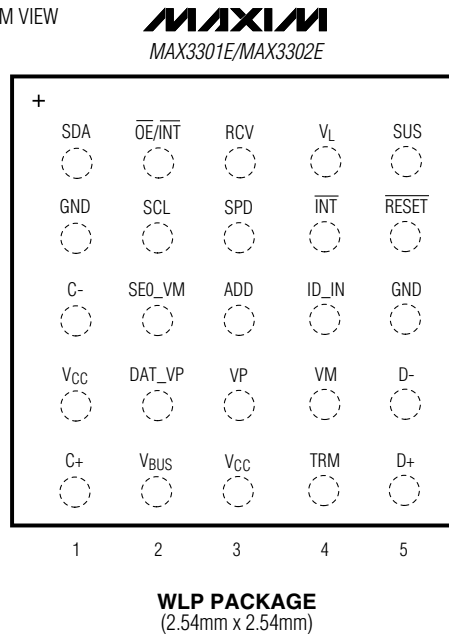 M VIEW
MAXIM
MAX3301E/MAX3302E
+
SDA OE/INT RCV VL SUS
GND SCL SPD INT RESET
C- SE0_VM ADD ID_IN GND
VCC DAT_VP VP VM D-
C+ VBUS VCC TRM D+
1 2 3 4 5
WLP PACKAGE
(2.54mm x 2.54mm)